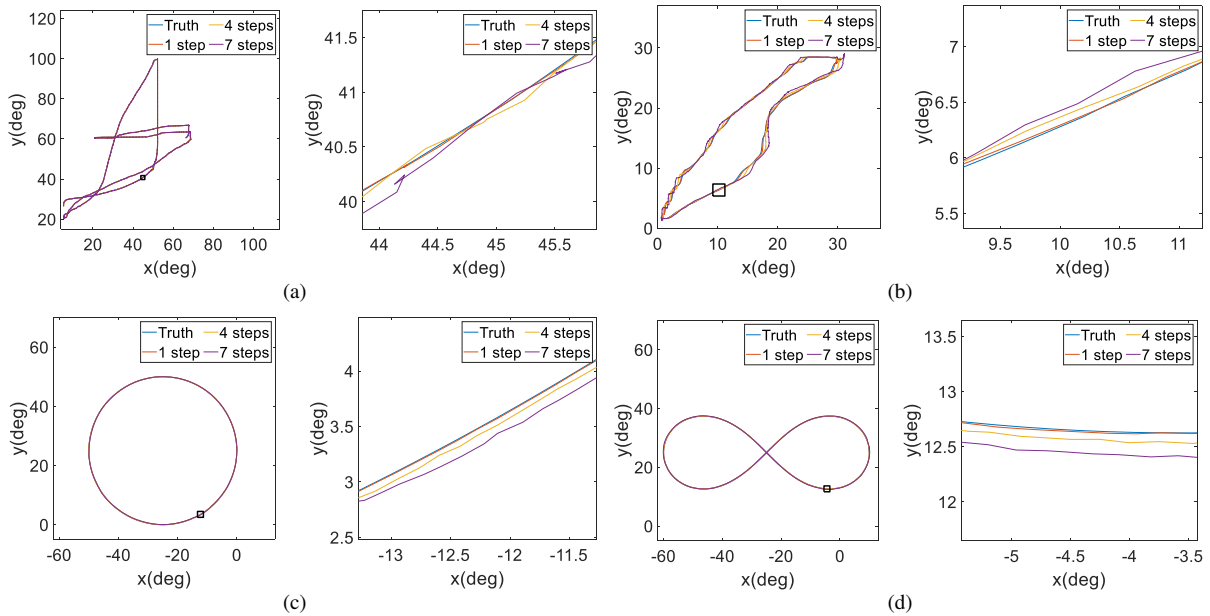 Truth 4 steps
1 step 7 steps
120
100
80
60
40
20
y(deg)
20 40 60 80 100
x(deg)
Truth 4 steps
1 step 7 steps
41.5
41
40.5
40
y(deg)
44 44.5 45 45.5
x(deg)
(a)
Truth 4 steps
1 step 7 steps
30
20
10
0
y(deg)
0 10 20 30
x(deg)
Truth 4 steps
1 step 7 steps
7
6.5
6
5.5
y(deg)
9.5 10 10.5 11
x(deg)
(b)
Truth 4 steps
1 step 7 steps
60
40
20
0
y(deg)
-60 -40 -20 0
x(deg)
Truth 4 steps
1 step 7 steps
4
3.5
3
2.5
y(deg)
-13 -12.5 -12 -11.5
x(deg)
(c)
Truth 4 steps
1 step 7 steps
60
40
20
0
y(deg)
-60 -40 -20 0
x(deg)
Truth 4 steps
1 step 7 steps
13.5
13
12.5
12
y(deg)
-5 -4.5 -4 -3.5
x(deg)
(d)